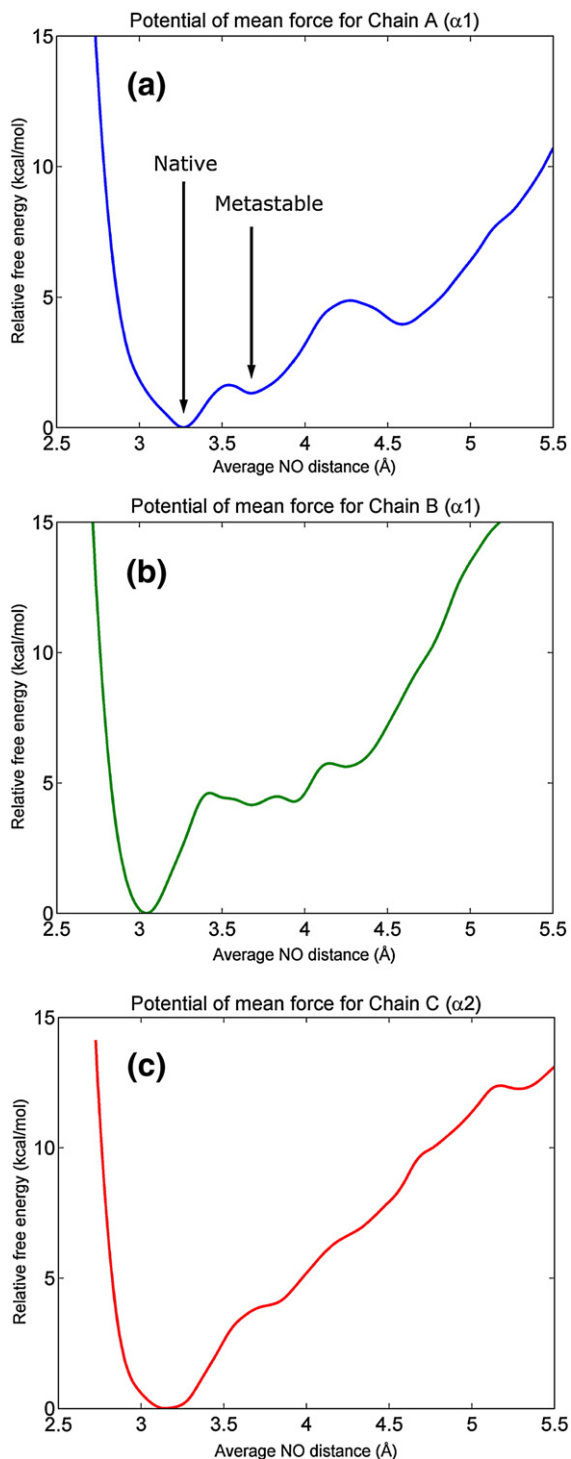 Potential of mean force for Chain A (α1)
15
(a)
10
Native
Metastable
5
0
2.5 3 3.5 4 4.5 5 5.5
Relative free energy (kcal/mol)
Average NO distance (Å)
Potential of mean force for Chain B (α1)
15
(b)
10
5
0
2.5 3 3.5 4 4.5 5 5.5
Relative free energy (kcal/mol)
Average NO distance (Å)
Potential of mean force for Chain C (α2)
15
(c)
10
5
0
2.5 3 3.5 4 4.5 5 5.5
Relative free energy (kcal/mol)
Average NO distance (Å)